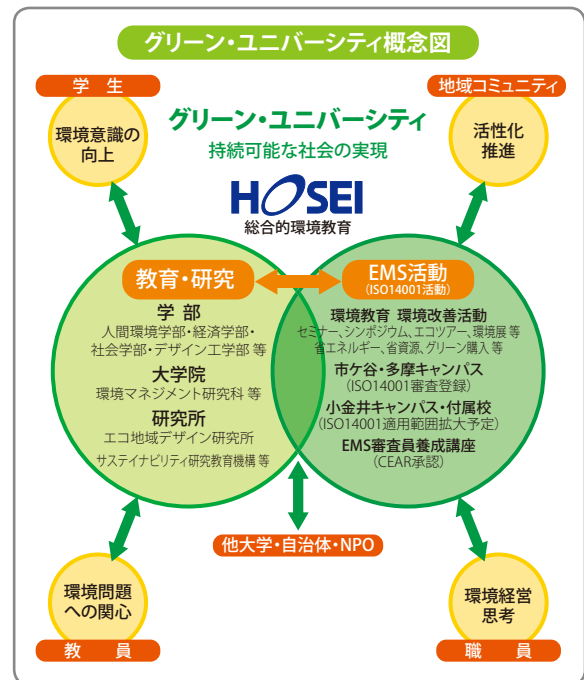 グリーン・ユニバーシティ概念図
学 生
環境意識の
向上
地域コミュニティ
活性化
推進
グリーン・ユニバーシティ
持続可能な社会の実現
HOSEI
総合的環境教育
教育・研究
学 部
人間環境学部・経済学部・
社会学部・デザイン工学部 等
大学院
環境マネジメント研究科 等
研究所
エコ地域デザイン研究所
サステイナビリティ研究教育機構 等
EMS活動
(ISO14001活動)
環境教育 環境改善活動
セミナー、シンポジウム、エコツアー、環境展 等
省エネルギー、省資源、グリーン購入 等
市ケ谷・多摩キャンパス
(ISO14001審査登録)
小金井キャンパス・付属校
(ISO14001適用範囲拡大予定)
EMS審査員養成講座
(CEAR承認)
他大学・自治体・NPO
環境問題
への関心
教 員
環境経営
思考
職 員